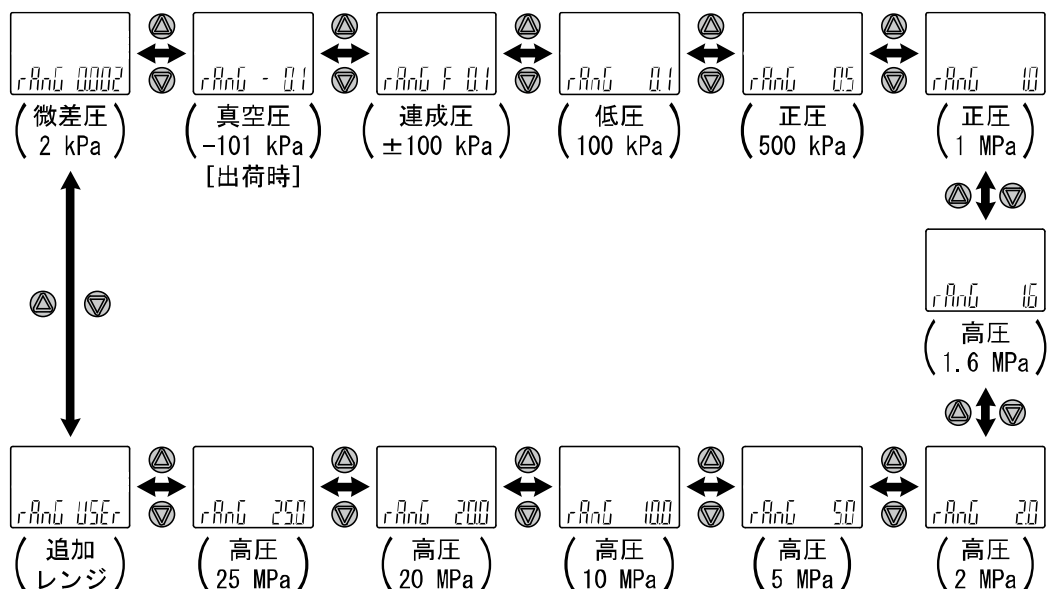 rAnG 0.002
rAnG - 0.1
rAnG F 0.1
rAnG 0.1
rAnG 0.5
rAnG 1.0
(微差圧
2 kPa)
(真空圧
-101 kPa)
[出荷時]
(連成圧
±100 kPa)
(低圧
100 kPa)
(正圧
500 kPa)
(正圧
1 MPa)
rAnG 1.6
(高圧
1.6 MPa)
rAnG USEr
rAnG 25.0
rAnG 20.0
rAnG 10.0
rAnG 5.0
rAnG 2.0
(追加
レンジ)
(高圧
25 MPa)
(高圧
20 MPa)
(高圧
10 MPa)
(高圧
5 MPa)
(高圧
2 MPa)